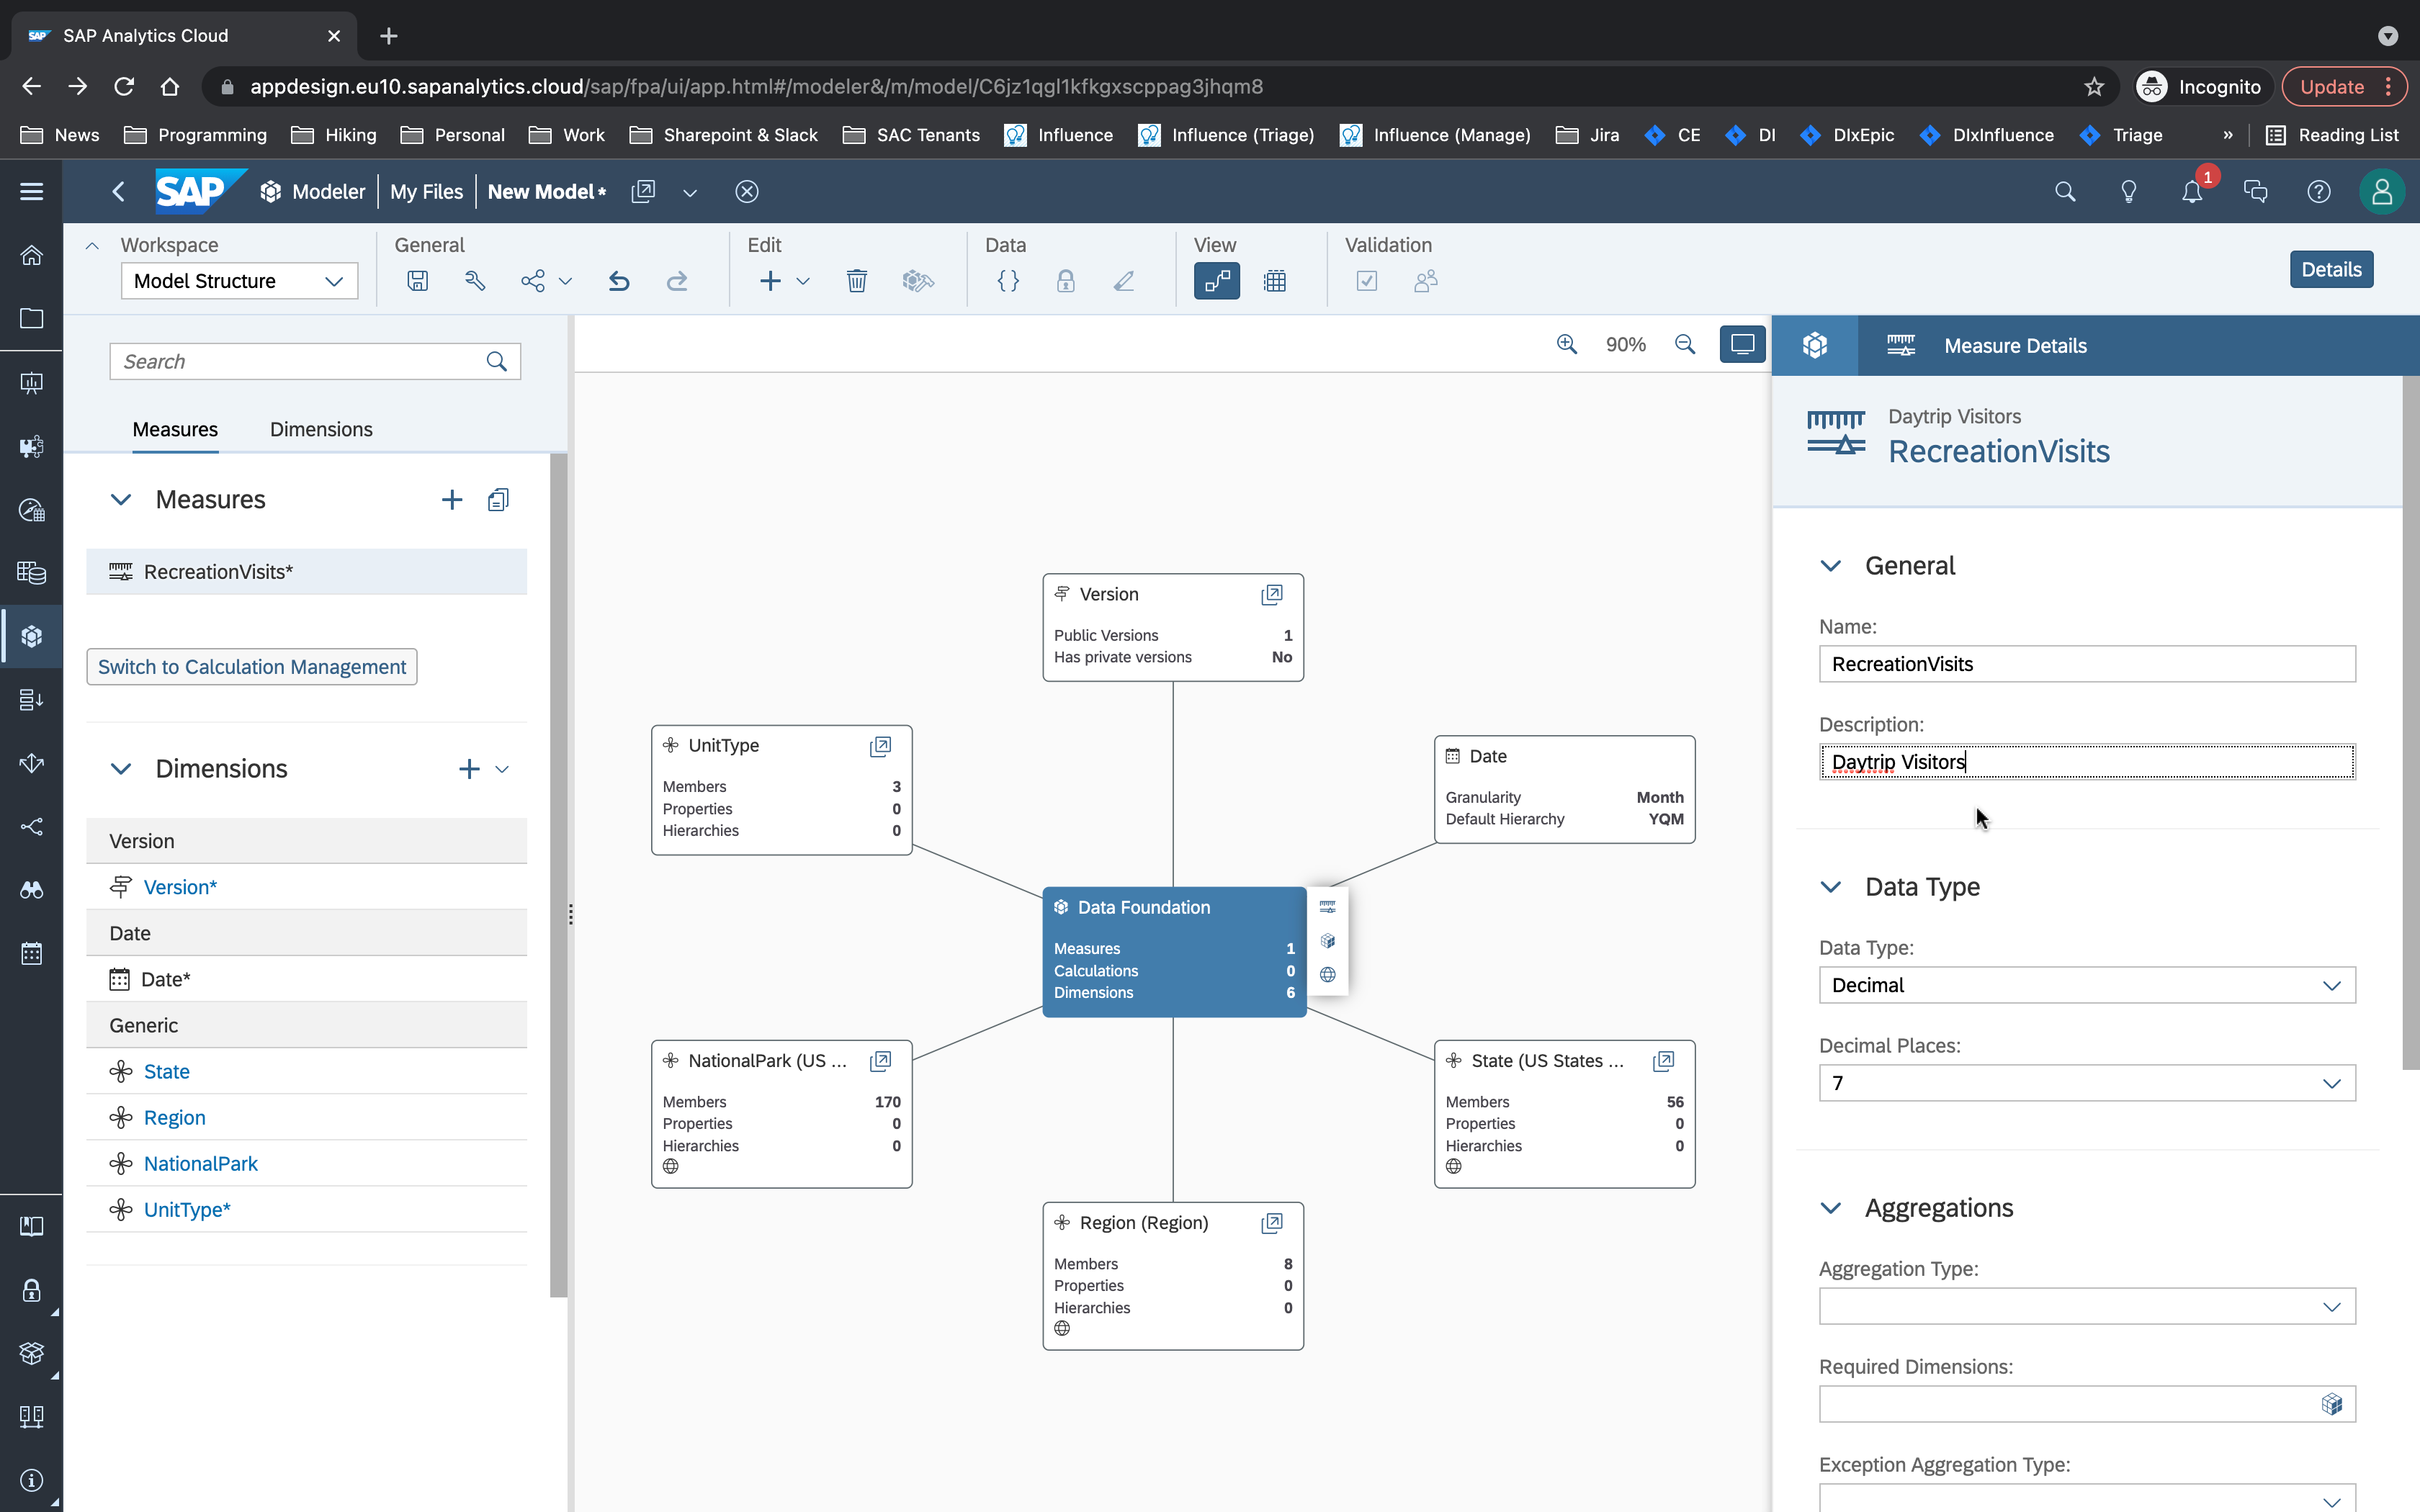 SAP SAP Analytics Cloud
appdesign.eu10.sapanalytics.cloud/sap/fpa/ui/app.html#/modeler&/m/model/C6jz1qgl1kfkgxscppag3jhqm8
Incognito
Update
News Programming Hiking Personal Work Sharepoint & Slack SAC Tenants Influence Influence (Triage) Influence (Manage) Jira CE DI DIxEpic DIxInfluence Triage » Reading List
SAP Modeler My Files New Model* 1
Workspace General Edit Data View Validation
Model Structure
Details
Search
90%
Measure Details
Measures Dimensions
Daytrip Visitors
RecreationVisits
Measures
RecreationVisits*
Switch to Calculation Management
Dimensions
Version
Version*
Date
Date*
Generic
State
Region
NationalPark
UnitType*
Version
Public Versions 1
Has private versions No
UnitType
Members 3
Properties 0
Hierarchies 0
Date
Granularity Month
Default Hierarchy YQM
Data Foundation
Measures 1
Calculations 0
Dimensions 6
NationalPark (US ...
Members 170
Properties 0
Hierarchies 0
State (US States ...
Members 56
Properties 0
Hierarchies 0
Region (Region)
Members 8
Properties 0
Hierarchies 0
General
Name:
RecreationVisits
Description:
Daytrip Visitors
Data Type
Data Type:
Decimal
Decimal Places:
7
Aggregations
Aggregation Type:
Required Dimensions:
Exception Aggregation Type: